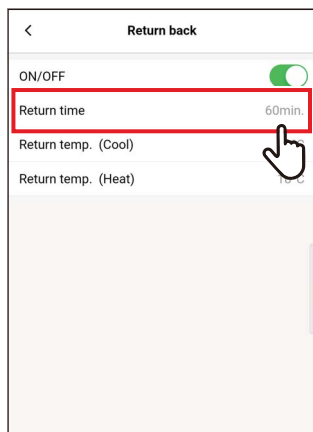 Return back
ON/OFF
Return time 60min.
Return temp. (Cool)
Return temp. (Heat)